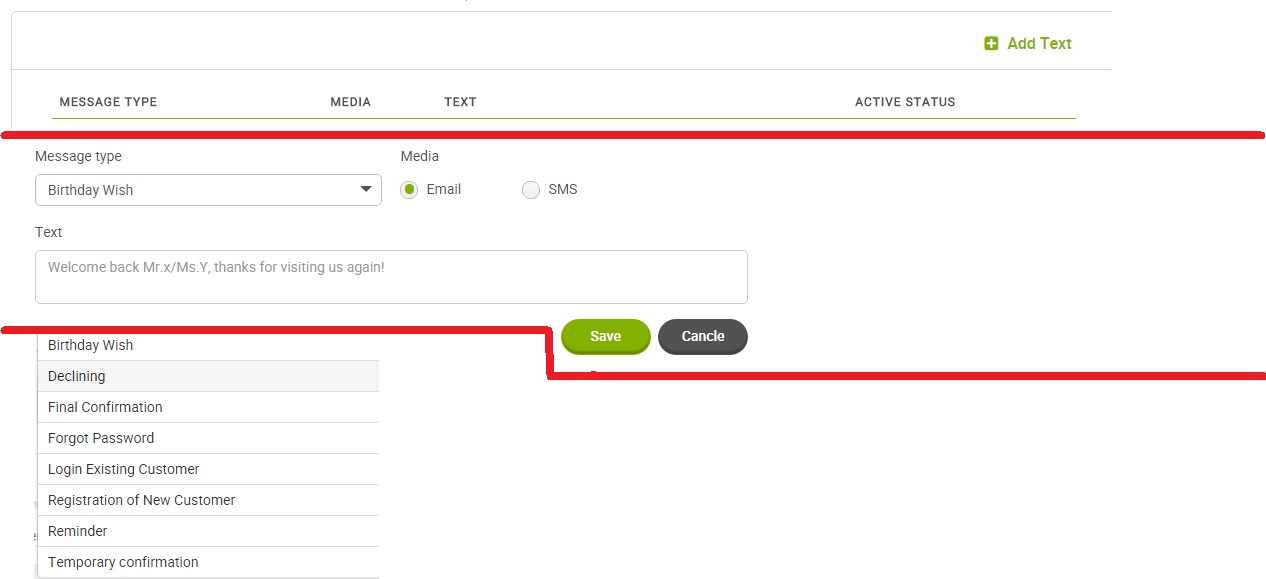 Add Text
MESSAGE TYPE MEDIA TEXT ACTIVE STATUS
Message type Media
Birthday Wish Email SMS
Text
Welcome back Mr.x/Ms.Y, thanks for visiting us again!
Save Cancle
Birthday Wish
Declining
Final Confirmation
Forgot Password
Login Existing Customer
Registration of New Customer
Reminder
Temporary confirmation